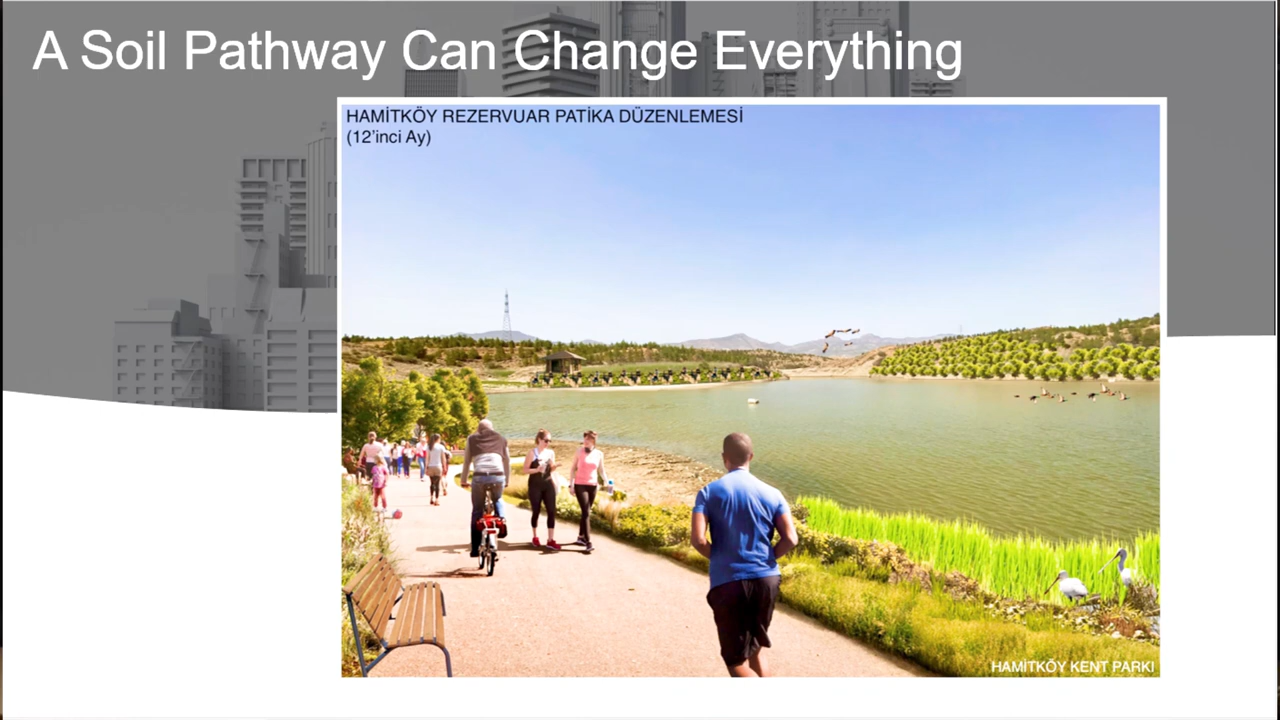 A Soil Pathway Can Change Everything
HAMİTKÖY REZERVUAR PATİKA DÜZENLEMESİ
(12'inci Ay)
HAMİTKÖY KENT PARKI